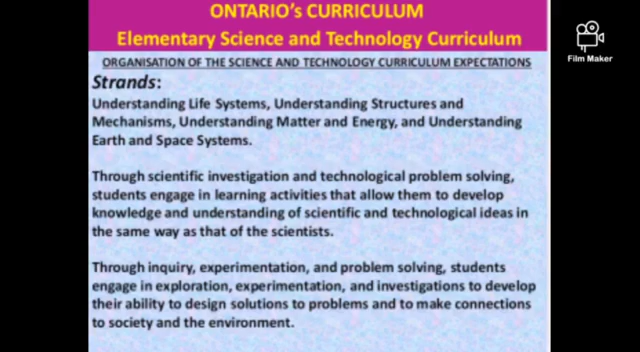 ONTARIO's CURRICULUM
Elementary Science and Technology Curriculum
ORGANISATION OF THE SCIENCE AND TECHNOLOGY CURRICULUM EXPECTATIONS
Strands:
Understanding Life Systems, Understanding Structures and
Mechanisms, Understanding Matter and Energy, and Understanding
Earth and Space Systems.
Through scientific investigation and technological problem solving,
students engage in learning activities that allow them to develop
knowledge and understanding of scientific and technological ideas in
the same way as that of the scientists.
Through inquiry, experimentation, and problem solving, students
engage in exploration, experimentation, and investigations to develop
their ability to design solutions to problems and to make connections
to society and the environment.
Film Maker